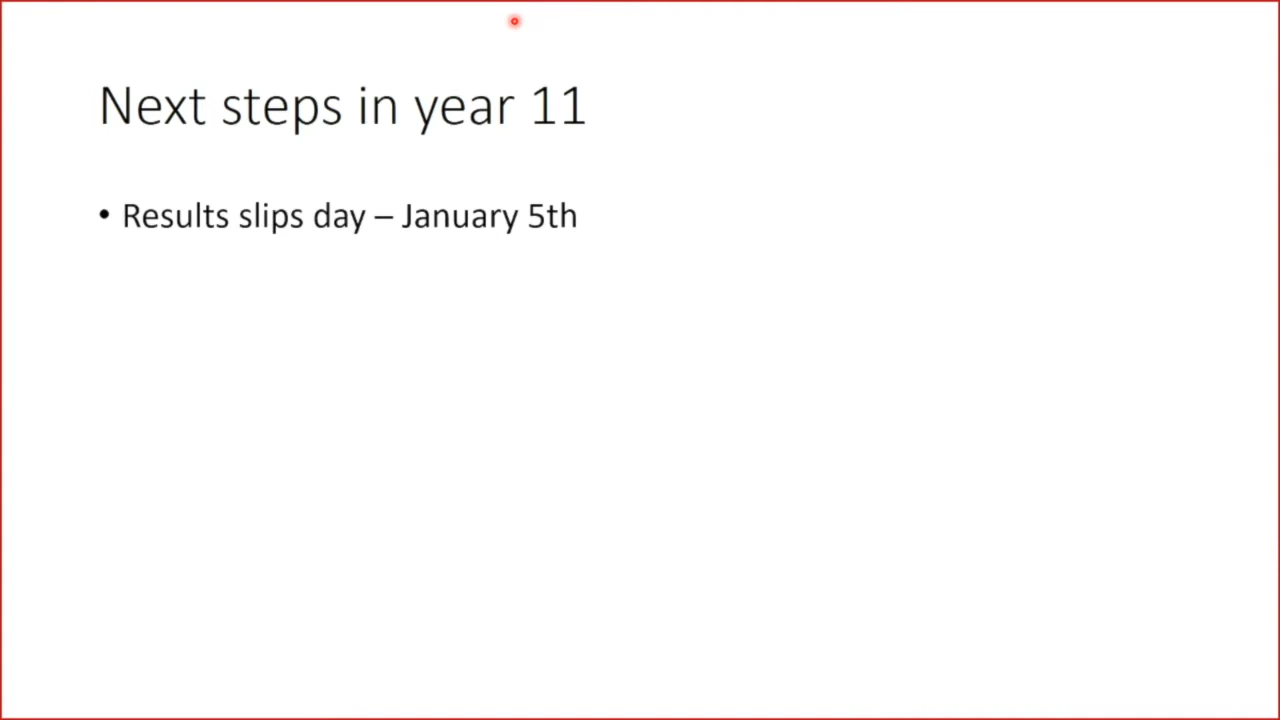 Next steps in year 11
• Results slips day – January 5th